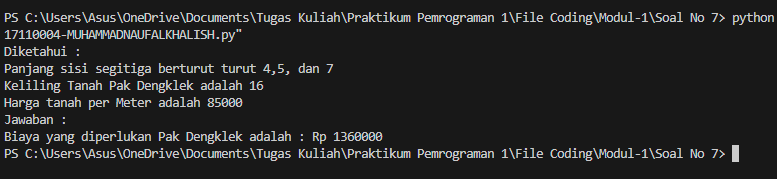 PS C:\Users\Asus\OneDrive\Documents\Tugas Kuliah\Praktikum Pemrograman 1\File Coding\Modul-1\Soal No 7> python
17110004-MUHAMMADNAUFALKHALISH.py"
Diketahui :
Panjang sisi segitiga berturut turut 4,5, dan 7
Keliling Tanah Pak Dengklek adalah 16
Harga tanah per Meter adalah 85000
Jawaban :
Biaya yang diperlukan Pak Dengklek adalah : Rp 1360000
PS C:\Users\Asus\OneDrive\Documents\Tugas Kuliah\Praktikum Pemrograman 1\File Coding\Modul-1\Soal No 7>